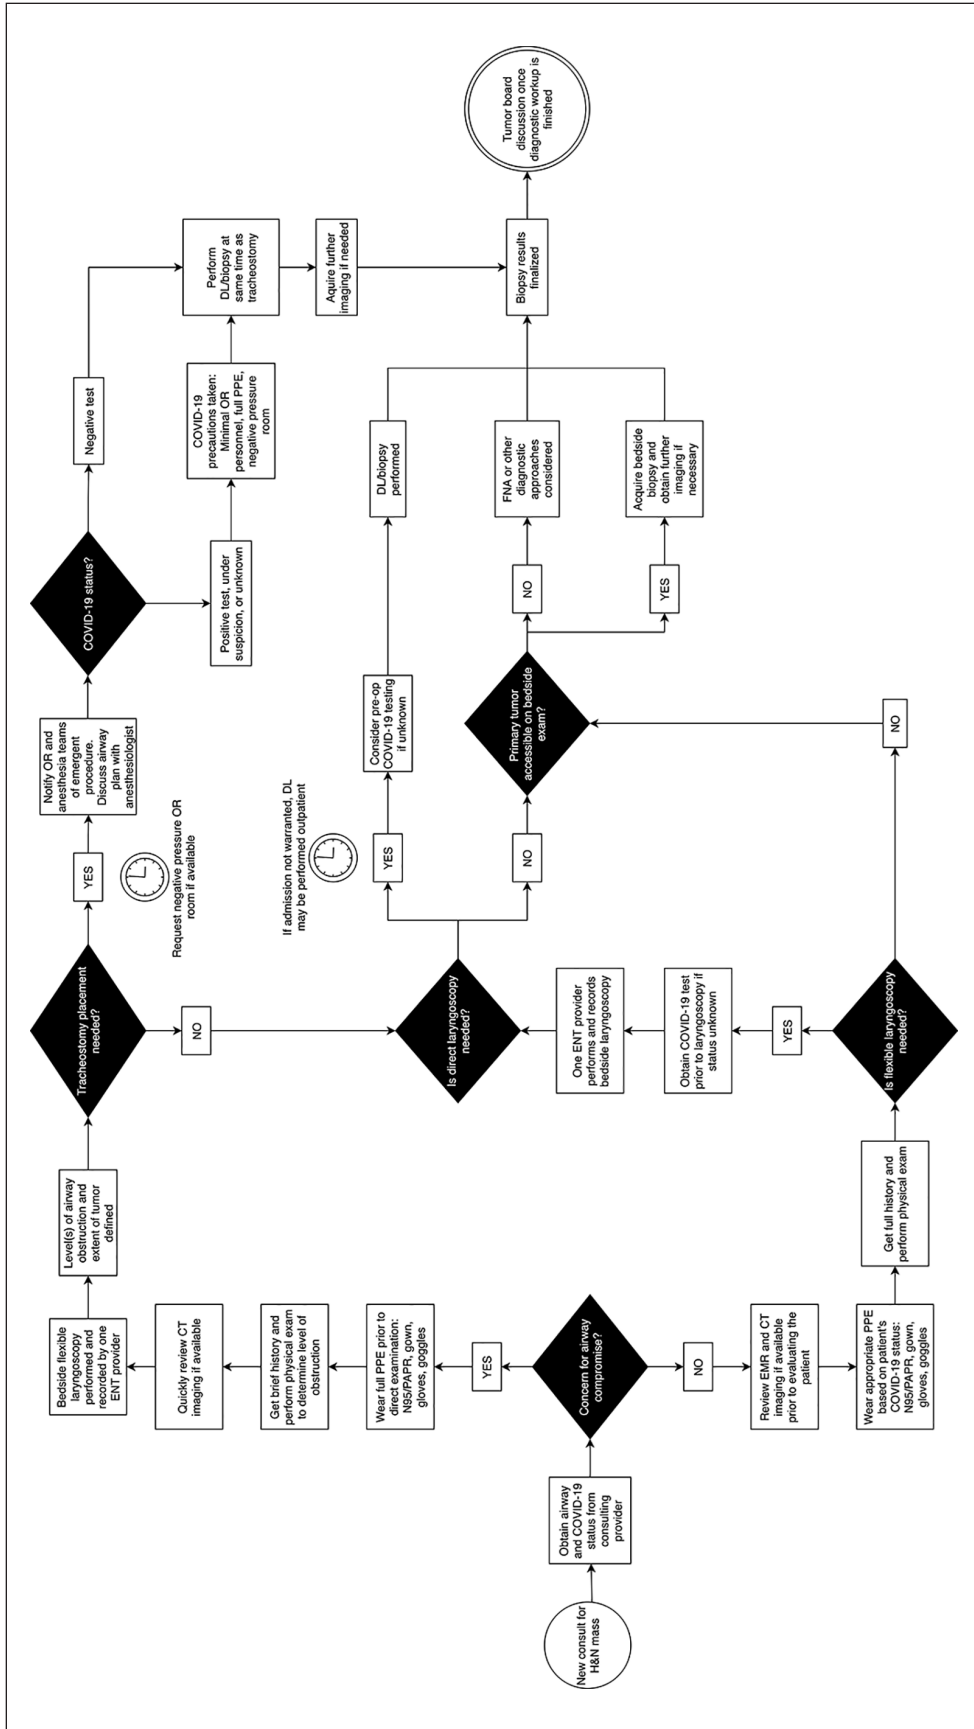 New consult for
H&N mass
Obtain airway
and COVID-19
status from
consulting
provider
Concern for airway
compromise?
YES
Wear full PPE prior to
direct examination:
N95/PAPR, gown,
gloves, goggles
Get brief history and
perform physical exam
to determine level of
obstruction
Quickly review CT
imaging if available
Bedside flexible
laryngoscopy
performed and
recorded by one
ENT provider
Level(s) of airway
obstruction and
extent of tumor
defined
Tracheostomy placement
needed?
YES
Request negative pressure OR
room if available
Notify OR and
anesthesia teams
of emergent
procedure.
Discuss airway
plan with
anesthesiologist
COVID-19 status?
Negative test
Positive test, under
suspicion, or unknown
COVID-19
precautions taken:
Minimal OR
personnel, full PPE,
negative pressure
room
Perform
DL/biopsy at
same time as
tracheostomy
Aquire further
imaging if needed
NO
Is direct laryngoscopy
needed?
If admission not warranted, DL
may be performed outpatient
YES
Consider pre-op
COVID-19 testing
if unknown
DL/biopsy
performed
NO
Primary tumor
accessible on bedside
exam?
NO
FNA or other
diagnostic
approaches
considered
YES
Acquire bedside
biopsy and
obtain further
imaging if
necessary
Biopsy results
finalized
Tumor board
discussion once
diagnostic workup is
finished
NO
Review EMR and CT
imaging if available
prior to evaluating the
patient
Wear appropriate PPE
based on patient's
COVID-19 status:
N95/PAPR, gown,
gloves, goggles
Get full history and
perform physical exam
Is flexible laryngoscopy
needed?
YES
Obtain COVID-19 test
prior to laryngoscopy if
status unknown
One ENT provider
performs and records
bedside laryngoscopy
NO